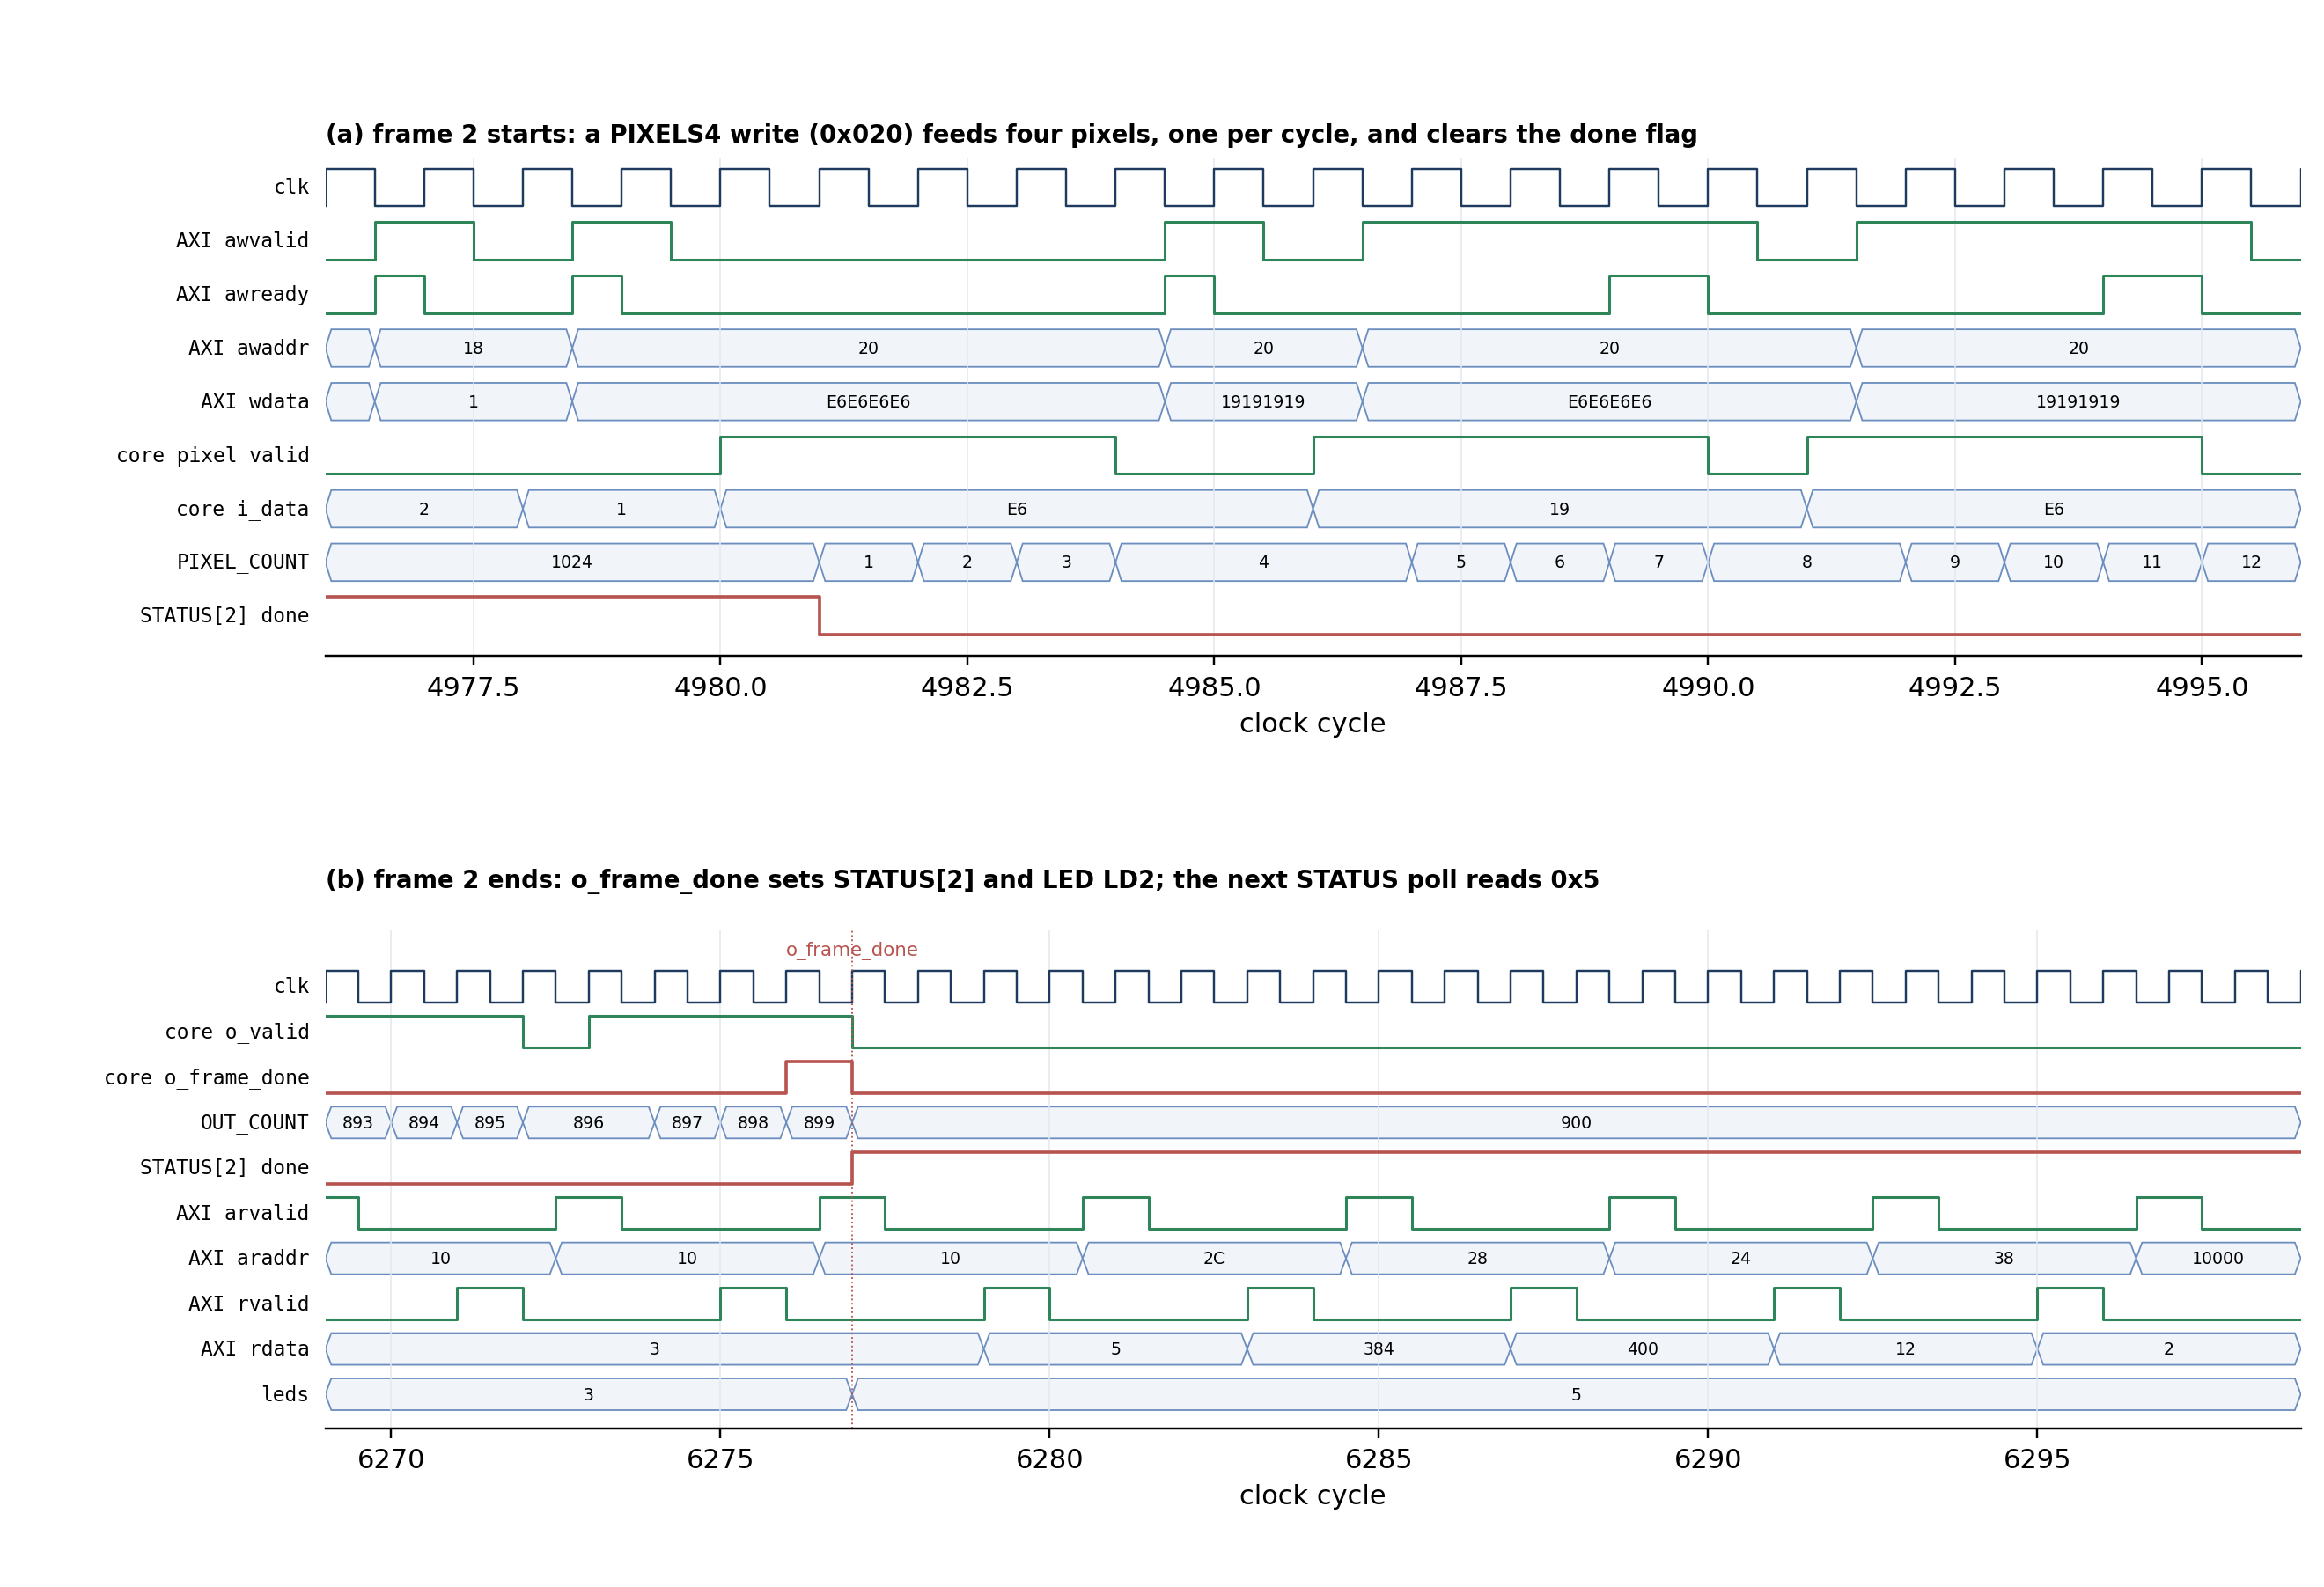 (a) frame 2 starts: a PIXELS4 write (0x020) feeds four pixels, one per cycle, and clears the done flag
clk
AXI awvalid
AXI awready
AXI awaddr 18 20 20 20 20
AXI wdata 1 E6E6E6E6 19191919 E6E6E6E6 19191919
core pixel_valid
core i_data 2 1 E6 19 E6
PIXEL_COUNT 1024 1 2 3 4 5 6 7 8 9 10 11 12
STATUS[2] done
4977.5 4980.0 4982.5 4985.0 4987.5 4990.0 4992.5 4995.0
clock cycle
(b) frame 2 ends: o_frame_done sets STATUS[2] and LED LD2; the next STATUS poll reads 0x5
o_frame_done
clk
core o_valid
core o_frame_done
OUT_COUNT 893 894 895 896 897 898 899 900
STATUS[2] done
AXI arvalid
AXI araddr 10 10 10 2C 28 24 38 10000
AXI rvalid
AXI rdata 3 5 384 400 12 2
leds 3 5
6270 6275 6280 6285 6290 6295
clock cycle